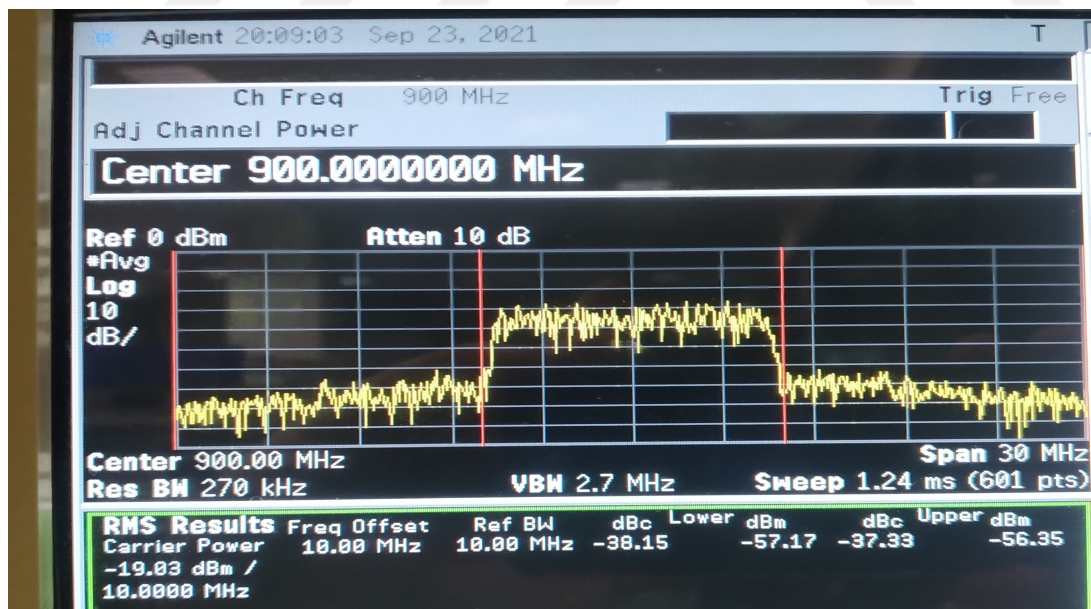 Agilent 20:09:03 Sep 23, 2021 T
Ch Freq 900 MHz Trig Free
Adj Channel Power
Center 900.0000000 MHz
Ref 0 dBm Atten 10 dB
#Avg
Log
10
dB/
Center 900.00 MHz Span 30 MHz
Res BW 270 kHz VBW 2.7 MHz Sweep 1.24 ms (601 pts)
RMS Results Freq Offset Ref BW dBc Lower dBm dBc Upper dBm
Carrier Power 10.00 MHz 10.00 MHz -38.15 -57.17 -37.33 -56.35
-19.03 dBm /
10.0000 MHz